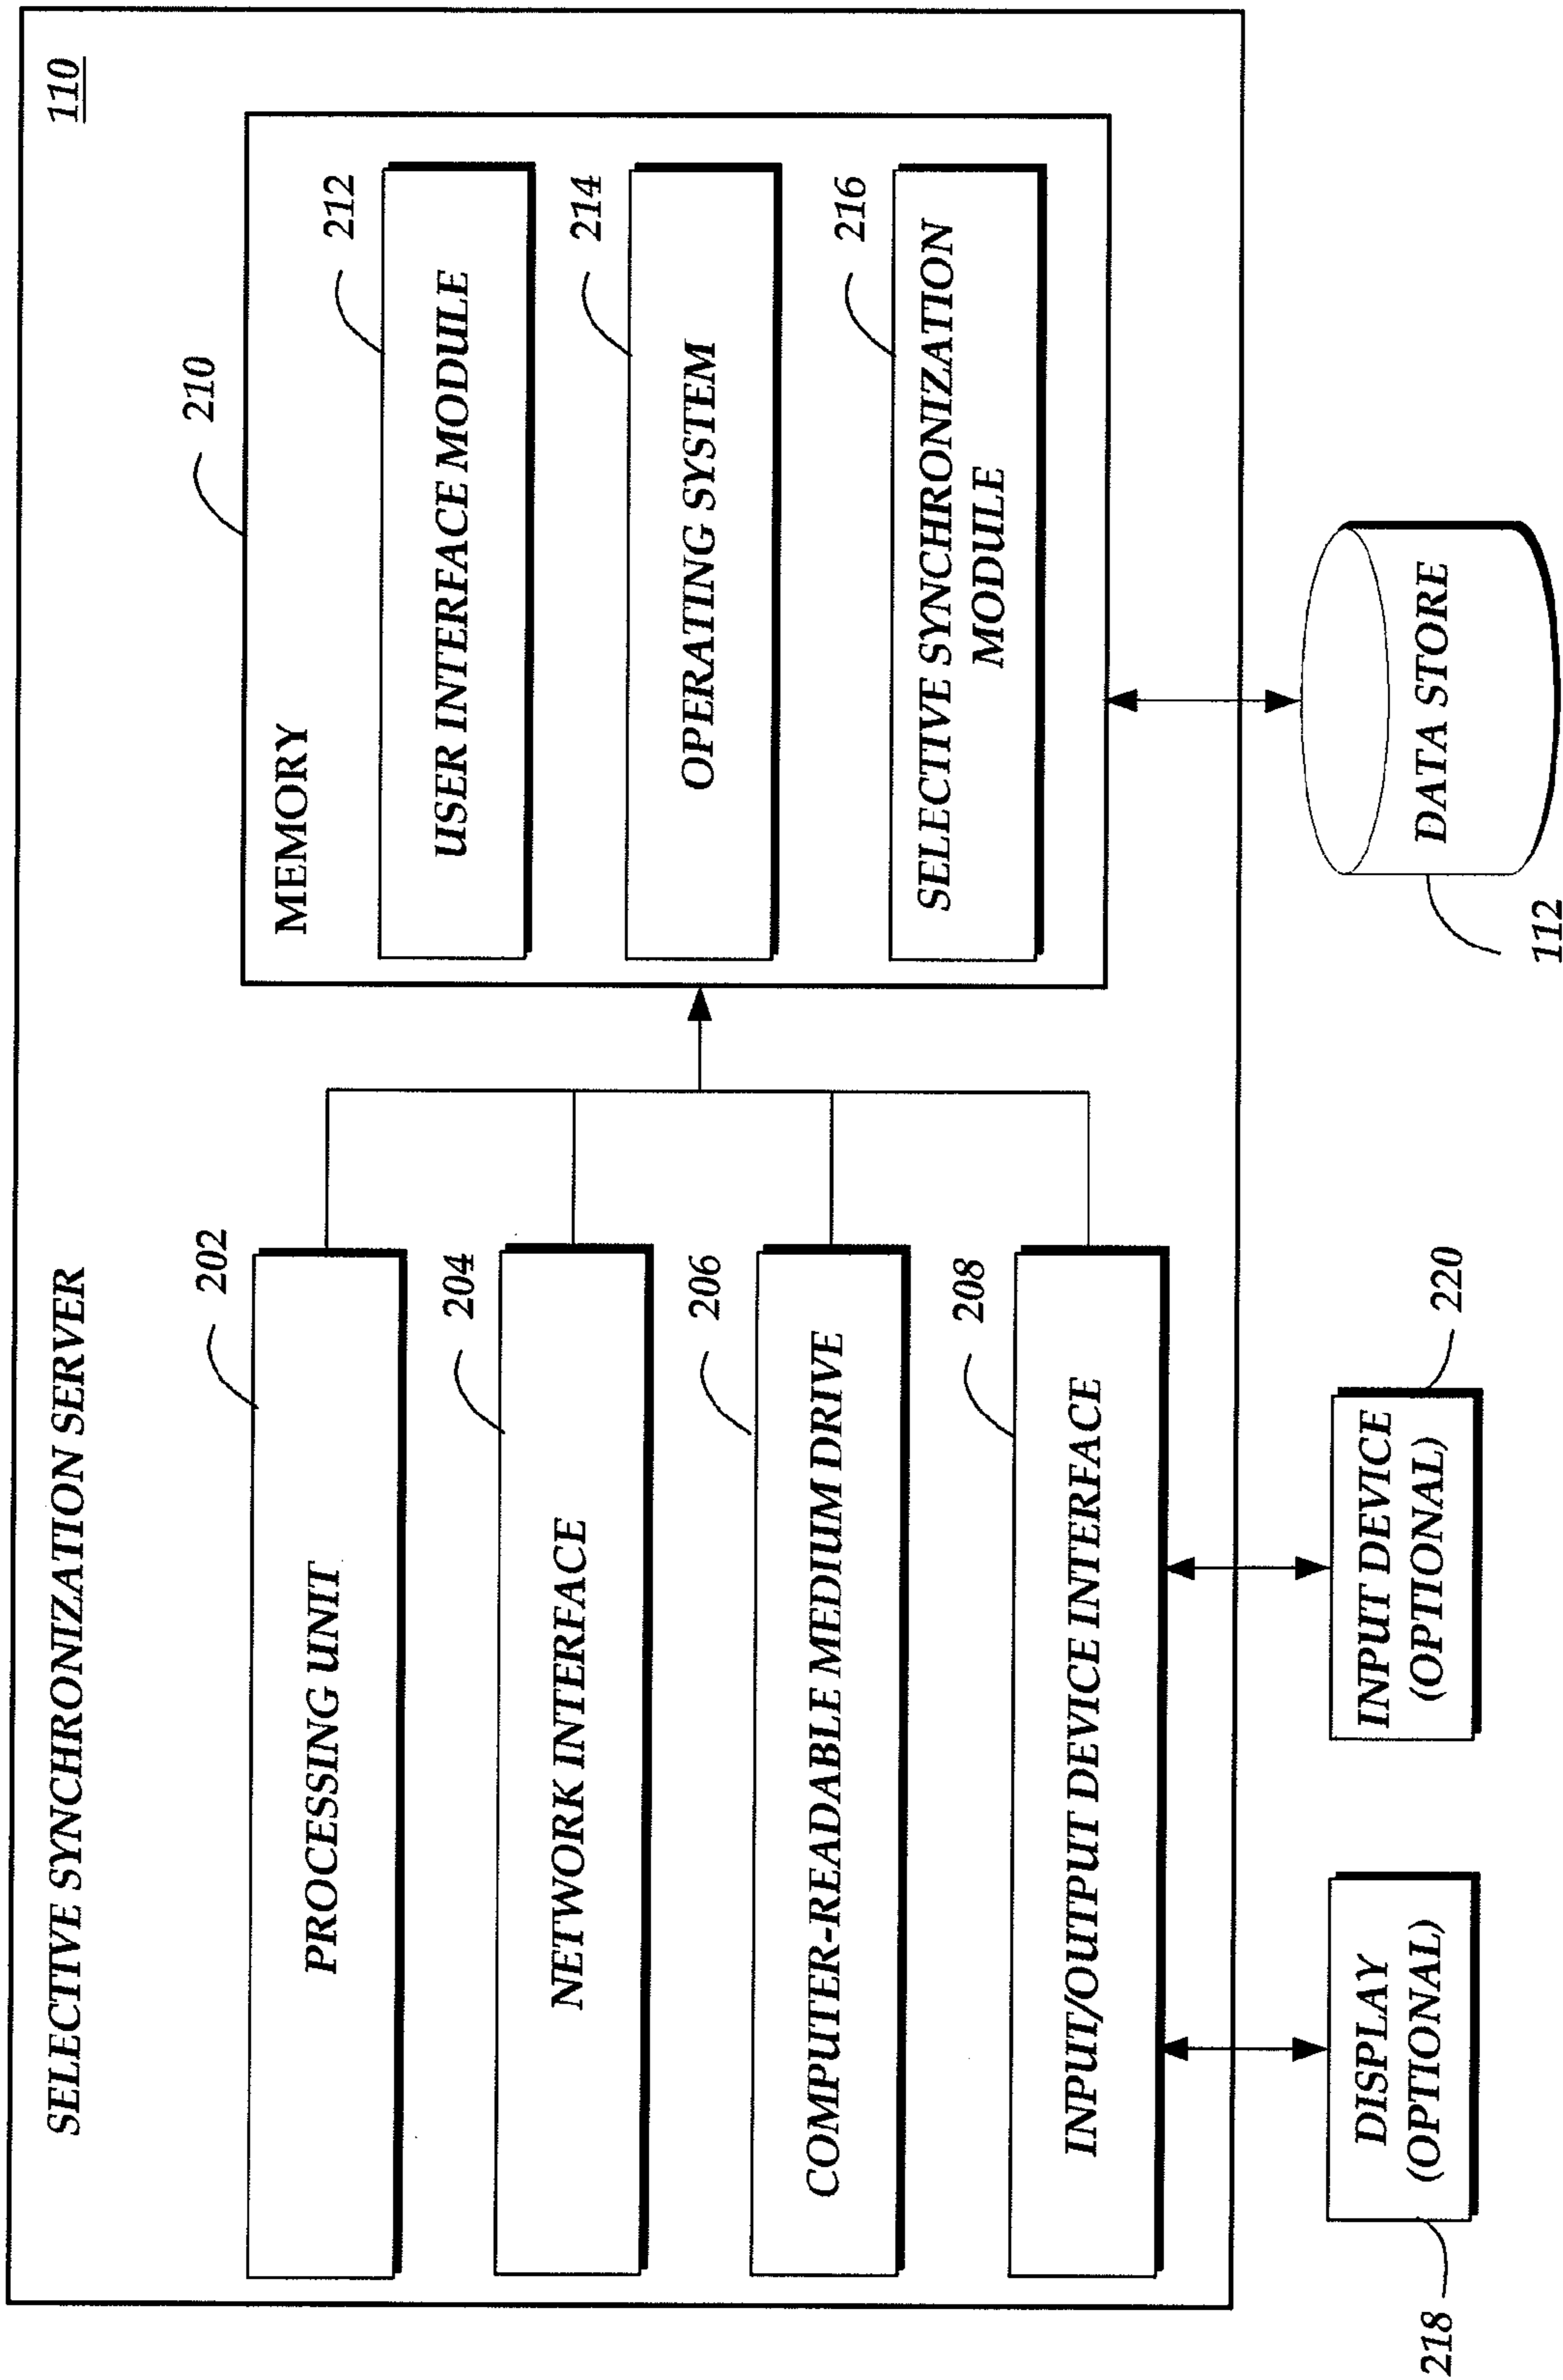 SELECTIVE SYNCHRONIZATION SERVER
110
202
PROCESSING UNIT
204
NETWORK INTERFACE
206
COMPUTER-READABLE MEDIUM DRIVE
208
INPUT/OUTPUT DEVICE INTERFACE
210
MEMORY
212
USER INTERFACE MODULE
214
OPERATING SYSTEM
216
SELECTIVE SYNCHRONIZATION
MODULE
218
DISPLAY
(OPTIONAL)
220
INPUT DEVICE
(OPTIONAL)
112
DATA STORE